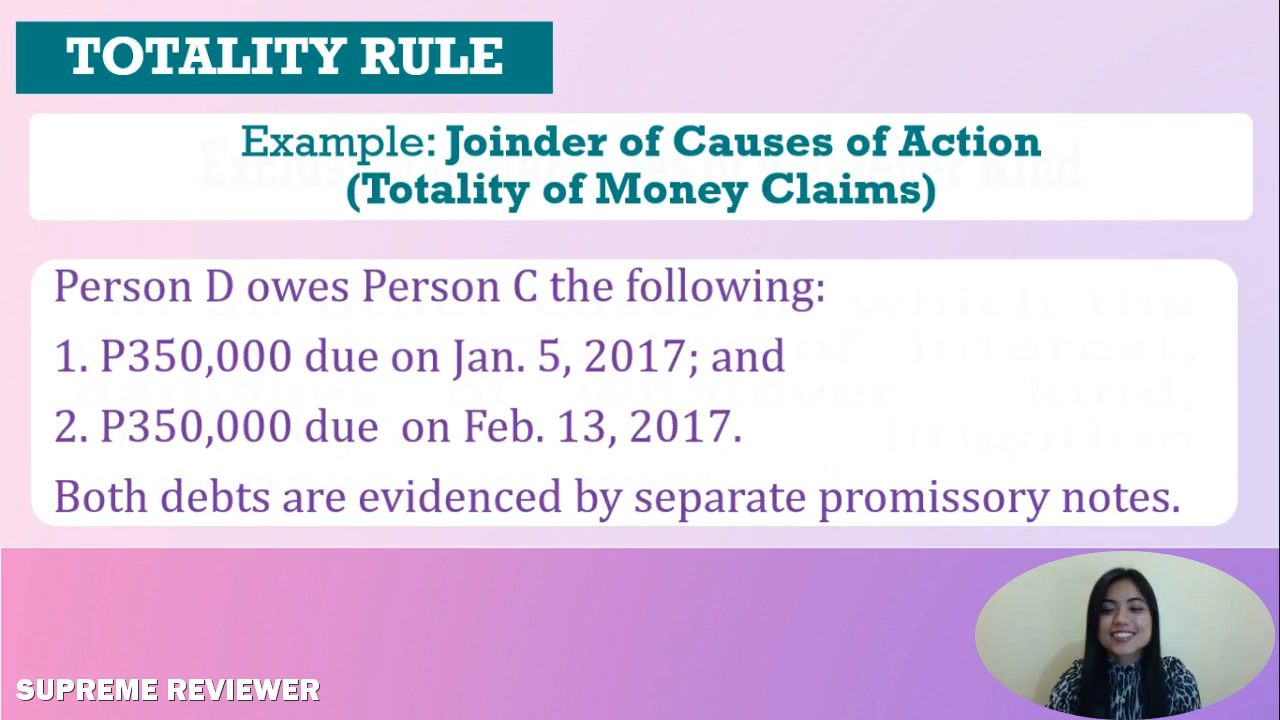 TOTALITY RULE
Example: Joinder of Causes of Action
(Totality of Money Claims)
Person D owes Person C the following:
1. P350,000 due on Jan. 5, 2017; and
2. P350,000 due on Feb. 13, 2017.
Both debts are evidenced by separate promissory notes.
SUPREME REVIEWER